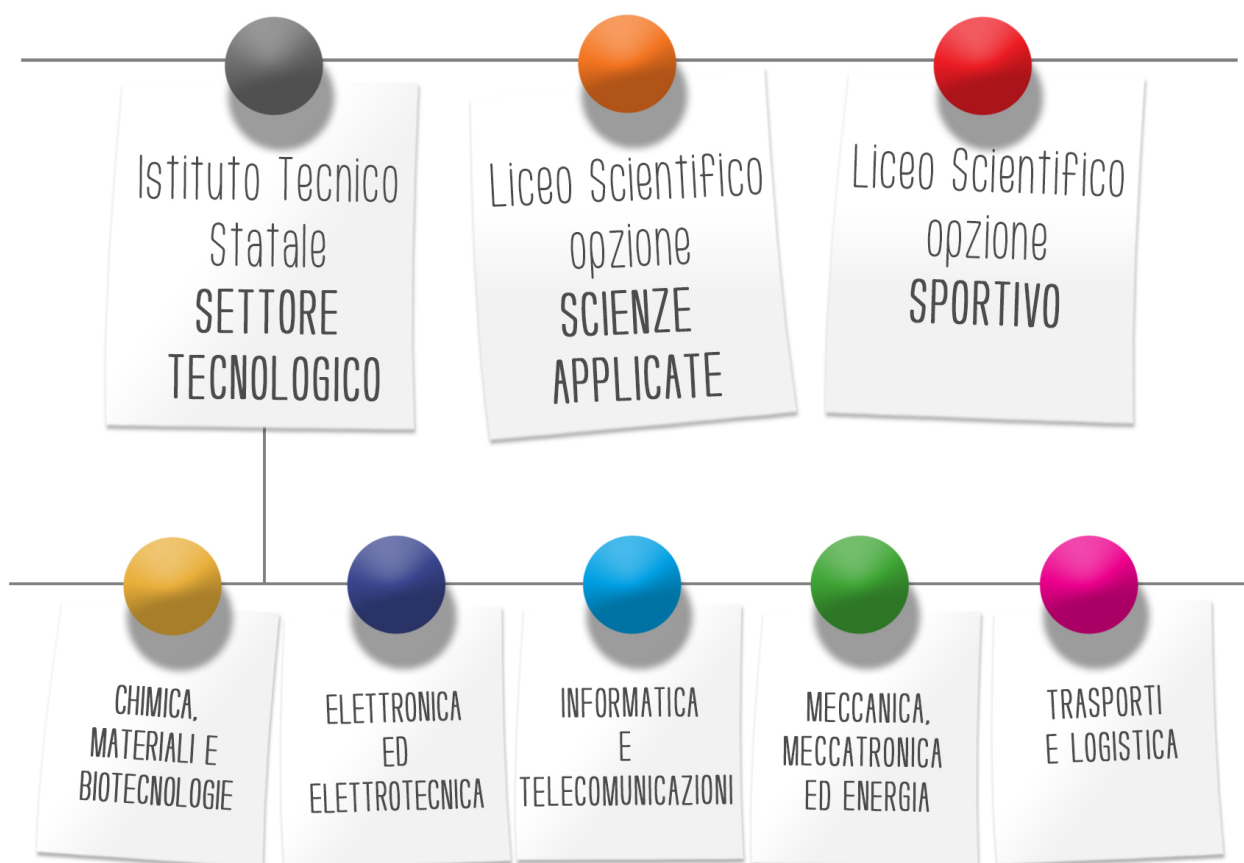 Istituto Tecnico
Statale
SETTORE
TECNOLOGICO
Liceo Scientifico
opzione
SCIENZE
APPLICATE
Liceo Scientifico
opzione
SPORTIVO
CHIMICA,
MATERIALI E
BIOTECNOLOGIE
ELETTRONICA
ED
ELETTROTECNICA
INFORMATICA
E
TELECOMUNICAZIONI
MECCANICA,
MECCATRONICA
ED ENERGIA
TRASPORTI
E LOGISTICA